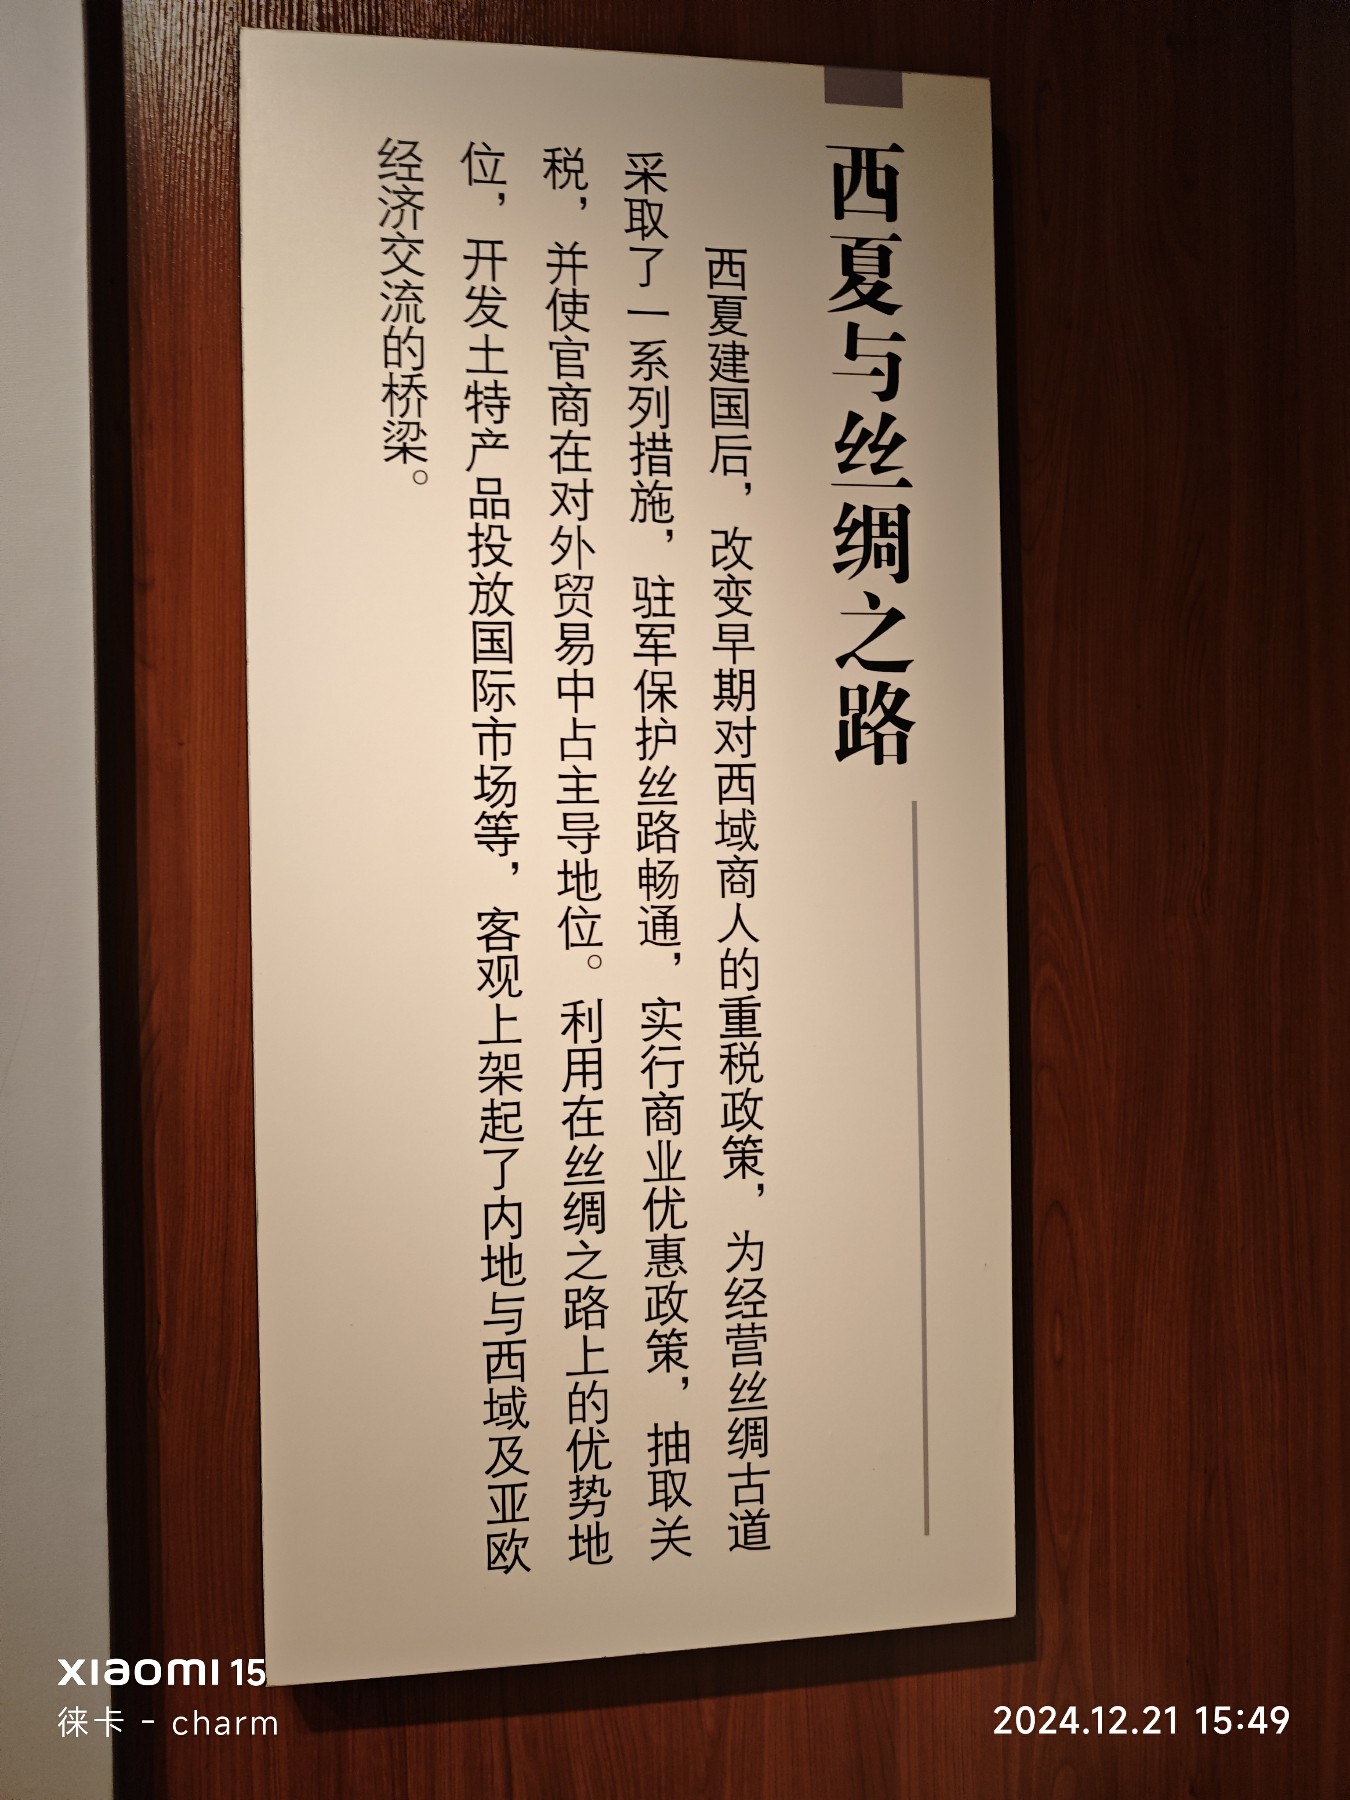 西夏与丝绸之路
西夏建国后，改变早期对西域商人的重税政策，为经营丝绸古道
采取了一系列措施，驻军保护丝路畅通，实行商业优惠政策，抽取关
税，并使官商在对外贸易中占主导地位。利用在丝绸之路上的优势地
位，开发土特产品投放国际市场等，客观上架起了内地与西域及亚欧
经济交流的桥梁。
xiaomi 15
徕卡 - charm
2024.12.21 15:49